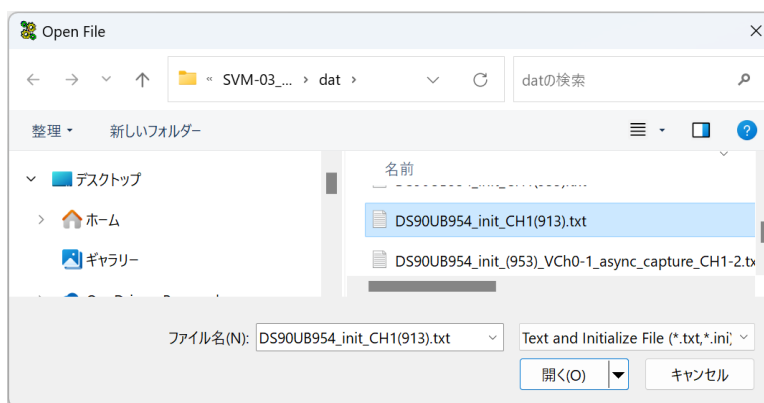 Open File
« SVM-03_... › dat ›
datの検索
整理
新しいフォルダー
名前
デスクトップ
ホーム
DS90UB954_init_CH1(913).txt
ギャラリー
DS90UB954_init_(953)_VCh0-1_async_capture_CH1-2.tx
ファイル名(N):
DS90UB954_init_CH1(913).txt
Text and Initialize File (*.txt,*.ini)
開く(O)
キャンセル